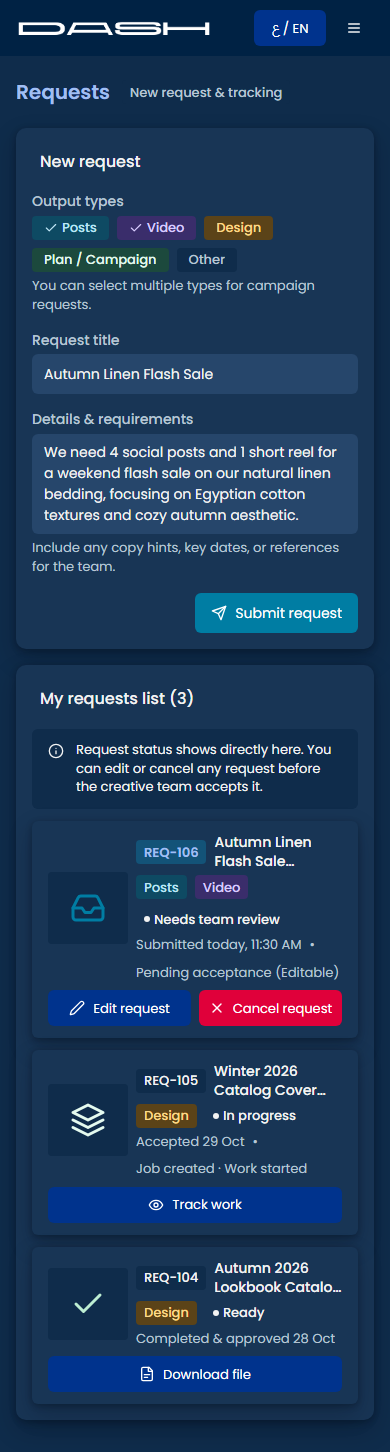 DASH
ع / EN
Requests New request & tracking
New request
Output types
Posts Video Design
Plan / Campaign Other
You can select multiple types for campaign
requests.
Request title
Autumn Linen Flash Sale
Details & requirements
We need 4 social posts and 1 short reel for
a weekend flash sale on our natural linen
bedding, focusing on Egyptian cotton
textures and cozy autumn aesthetic.
Include any copy hints, key dates, or references
for the team.
Submit request
My requests list (3)
Request status shows directly here. You
can edit or cancel any request before
the creative team accepts it.
REQ-106 Autumn Linen
Flash Sale...
Posts Video
• Needs team review
Submitted today, 11:30 AM •
Pending acceptance (Editable)
Edit request Cancel request
REQ-105 Winter 2026
Catalog Cover...
Design • In progress
Accepted 29 Oct •
Job created · Work started
Track work
REQ-104 Autumn 2026
Lookbook Catalo...
Design • Ready
Completed & approved 28 Oct
Download file